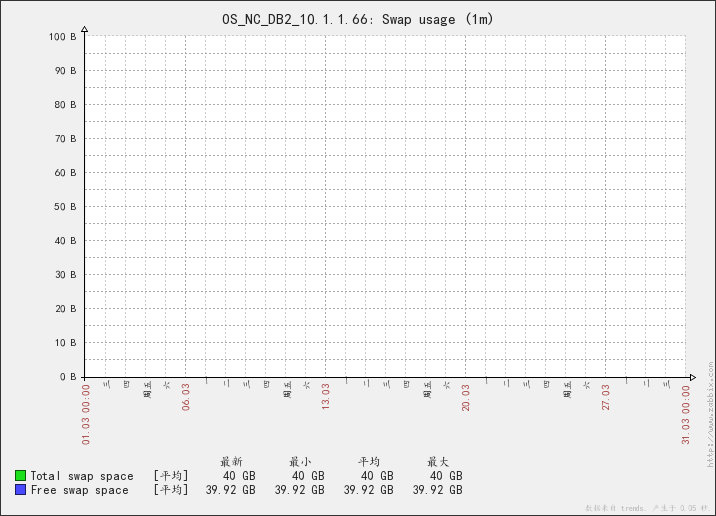 OS_NC_DB2_10.1.1.66: Swap usage (1m)
100 B
90 B
80 B
70 B
60 B
50 B
40 B
30 B
20 B
10 B
0 B
01.03 00:00 三 四 周五 六 06.03 一 二 三 四 周五 六 13.03 一 二 三 四 周五 六 20.03 一 二 三 四 周五 六 27.03 一 二 三 31.03 00:00
最新 最小 平均 最大
Total swap space [平均] 40 GB 40 GB 40 GB 40 GB
Free swap space [平均] 39.92 GB 39.92 GB 39.92 GB 39.92 GB
http://www.zabbix.com
数据来自 trends. 产生于 0.05 秒.